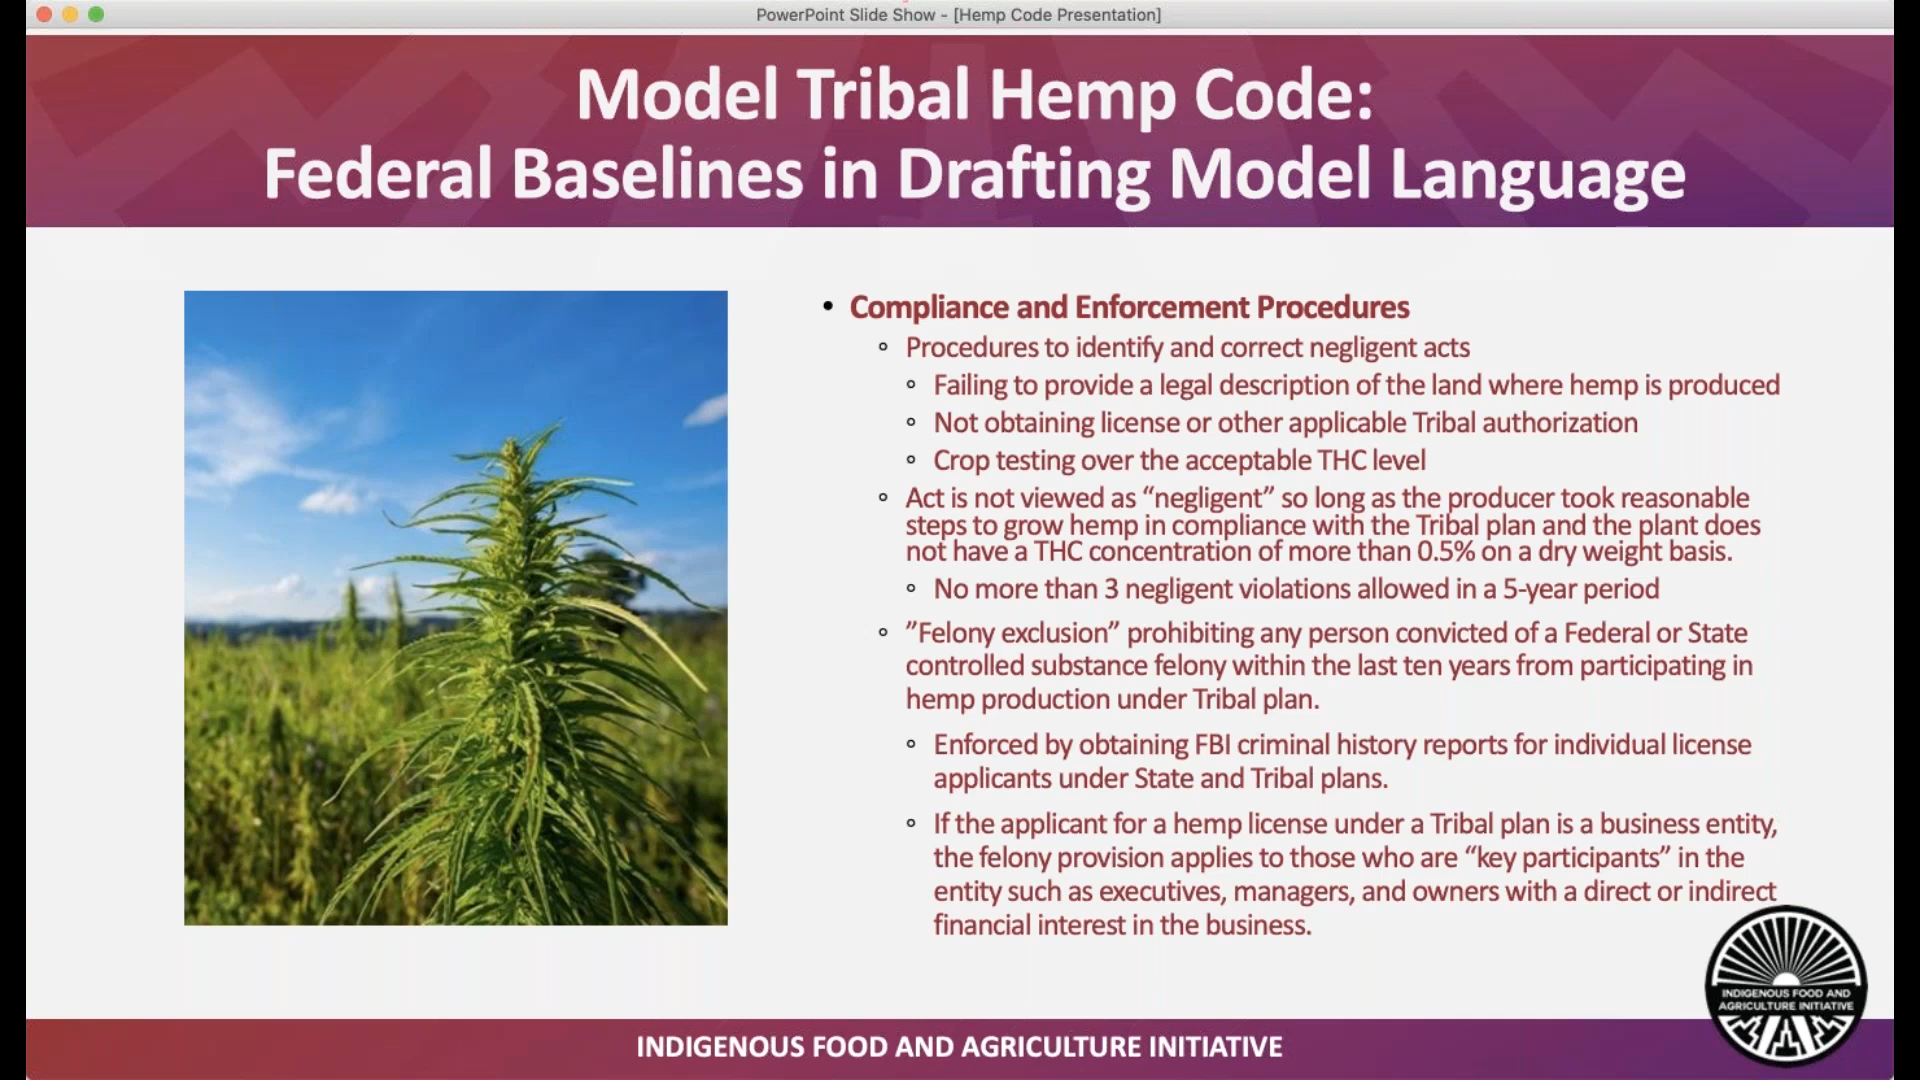 PowerPoint Slide Show - [Hemp Code Presentation]
Model Tribal Hemp Code:
Federal Baselines in Drafting Model Language
• Compliance and Enforcement Procedures
◦ Procedures to identify and correct negligent acts
◦ Failing to provide a legal description of the land where hemp is produced
◦ Not obtaining license or other applicable Tribal authorization
◦ Crop testing over the acceptable THC level
◦ Act is not viewed as “negligent” so long as the producer took reasonable
steps to grow hemp in compliance with the Tribal plan and the plant does
not have a THC concentration of more than 0.5% on a dry weight basis.
◦ No more than 3 negligent violations allowed in a 5-year period
◦ ”Felony exclusion” prohibiting any person convicted of a Federal or State
controlled substance felony within the last ten years from participating in
hemp production under Tribal plan.
◦ Enforced by obtaining FBI criminal history reports for individual license
applicants under State and Tribal plans.
◦ If the applicant for a hemp license under a Tribal plan is a business entity,
the felony provision applies to those who are “key participants” in the
entity such as executives, managers, and owners with a direct or indirect
financial interest in the business.
INDIGENOUS FOOD AND
AGRICULTURE INITIATIVE
INDIGENOUS FOOD AND AGRICULTURE INITIATIVE